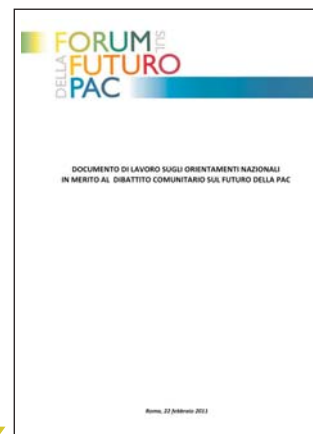 FORUM SUL
FUTURO
DELLA PAC
DOCUMENTO DI LAVORO SUGLI ORIENTAMENTI NAZIONALI
IN MERITO AL DIBATTITO COMUNITARIO SUL FUTURO DELLA PAC
Roma, 22 febbraio 2011